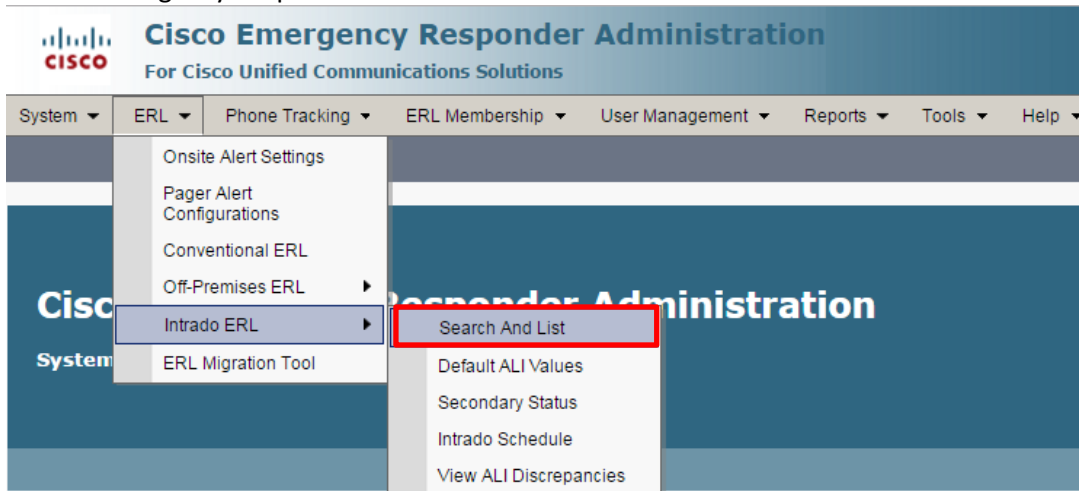 CISCO
Cisco Emergency Responder Administration
For Cisco Unified Communications Solutions
System ERL Phone Tracking ERL Membership User Management Reports Tools Help
Onsite Alert Settings
Pager Alert
Configurations
Conventional ERL
Off-Premises ERL
Intrado ERL
ERL Migration Tool
Search And List
Default ALI Values
Secondary Status
Intrado Schedule
View ALI Discrepancies
Cisc Responder Administration
System